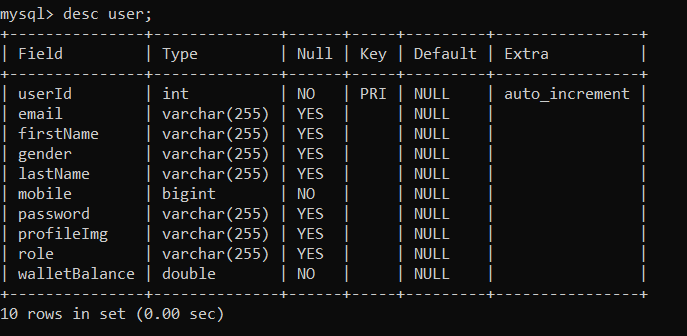 mysql> desc user;
+---------------+--------------+------+-----+---------+----------------+
| Field         | Type         | Null | Key | Default | Extra          |
+---------------+--------------+------+-----+---------+----------------+
| userId        | int          | NO   | PRI | NULL    | auto_increment |
| email         | varchar(255) | YES  |     | NULL    |                |
| firstName     | varchar(255) | YES  |     | NULL    |                |
| gender        | varchar(255) | YES  |     | NULL    |                |
| lastName      | varchar(255) | YES  |     | NULL    |                |
| mobile        | bigint       | NO   |     | NULL    |                |
| password      | varchar(255) | YES  |     | NULL    |                |
| profileImg    | varchar(255) | YES  |     | NULL    |                |
| role          | varchar(255) | YES  |     | NULL    |                |
| walletBalance | double       | NO   |     | NULL    |                |
+---------------+--------------+------+-----+---------+----------------+
10 rows in set (0.00 sec)